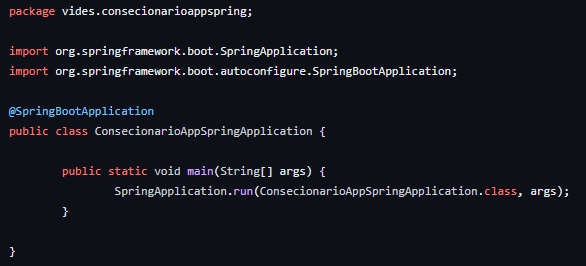 package vides.consecionarioappspring;
import org.springframework.boot.SpringApplication;
import org.springframework.boot.autoconfigure.SpringBootApplication;
@SpringBootApplication
public class ConsecionarioAppSpringApplication {
public static void main(String[] args) {
SpringApplication.run(ConsecionarioAppSpringApplication.class, args);
}
}